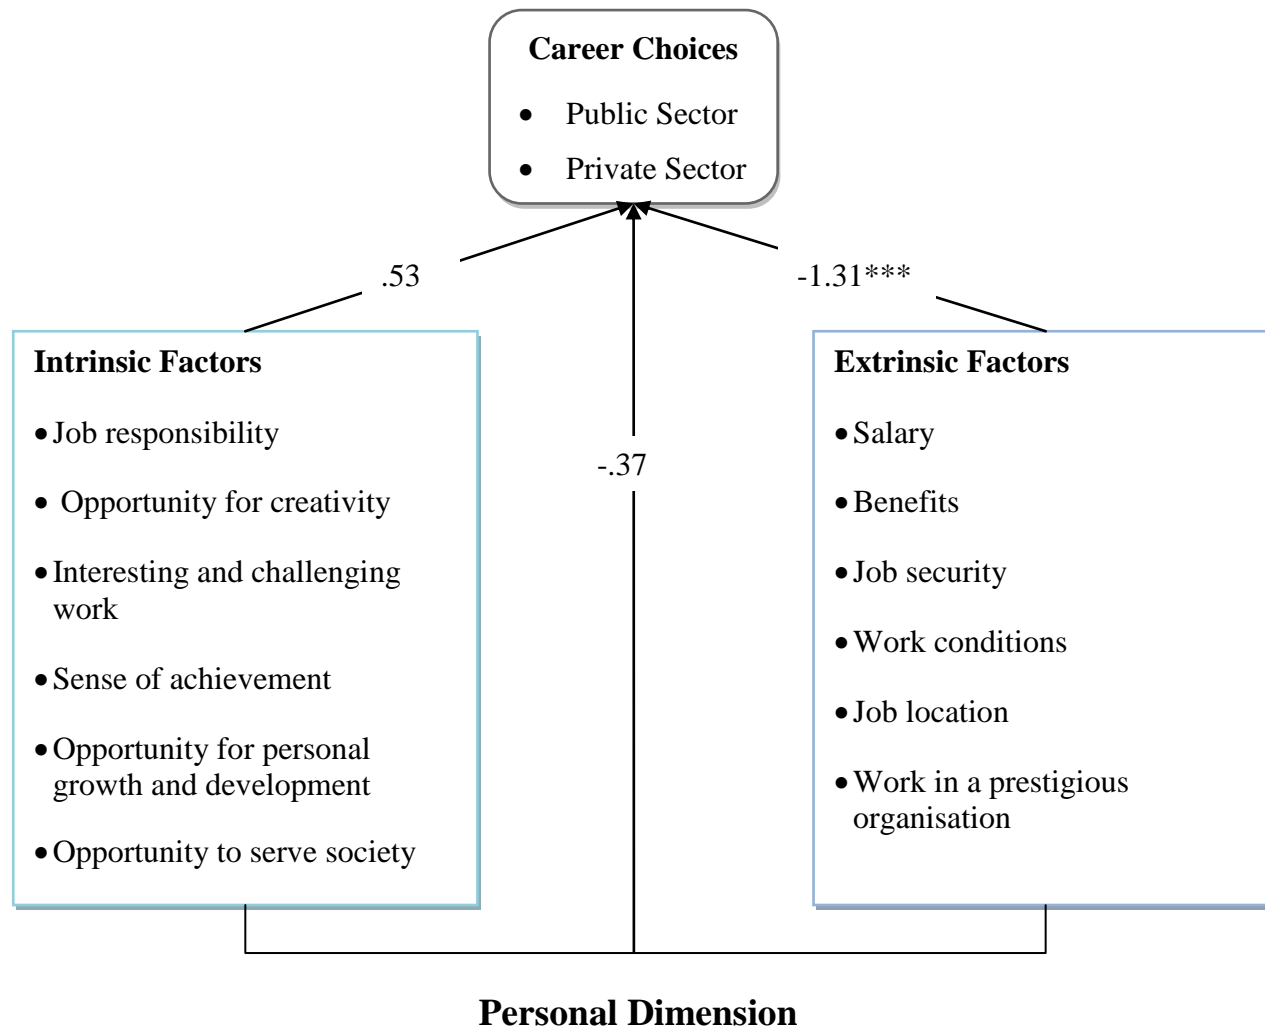 Career Choices
• Public Sector
• Private Sector
.53
-1.31***
Intrinsic Factors
• Job responsibility
• Opportunity for creativity
• Interesting and challenging
work
• Sense of achievement
• Opportunity for personal
growth and development
• Opportunity to serve society
-.37
Extrinsic Factors
• Salary
• Benefits
• Job security
• Work conditions
• Job location
• Work in a prestigious
organisation
Personal Dimension